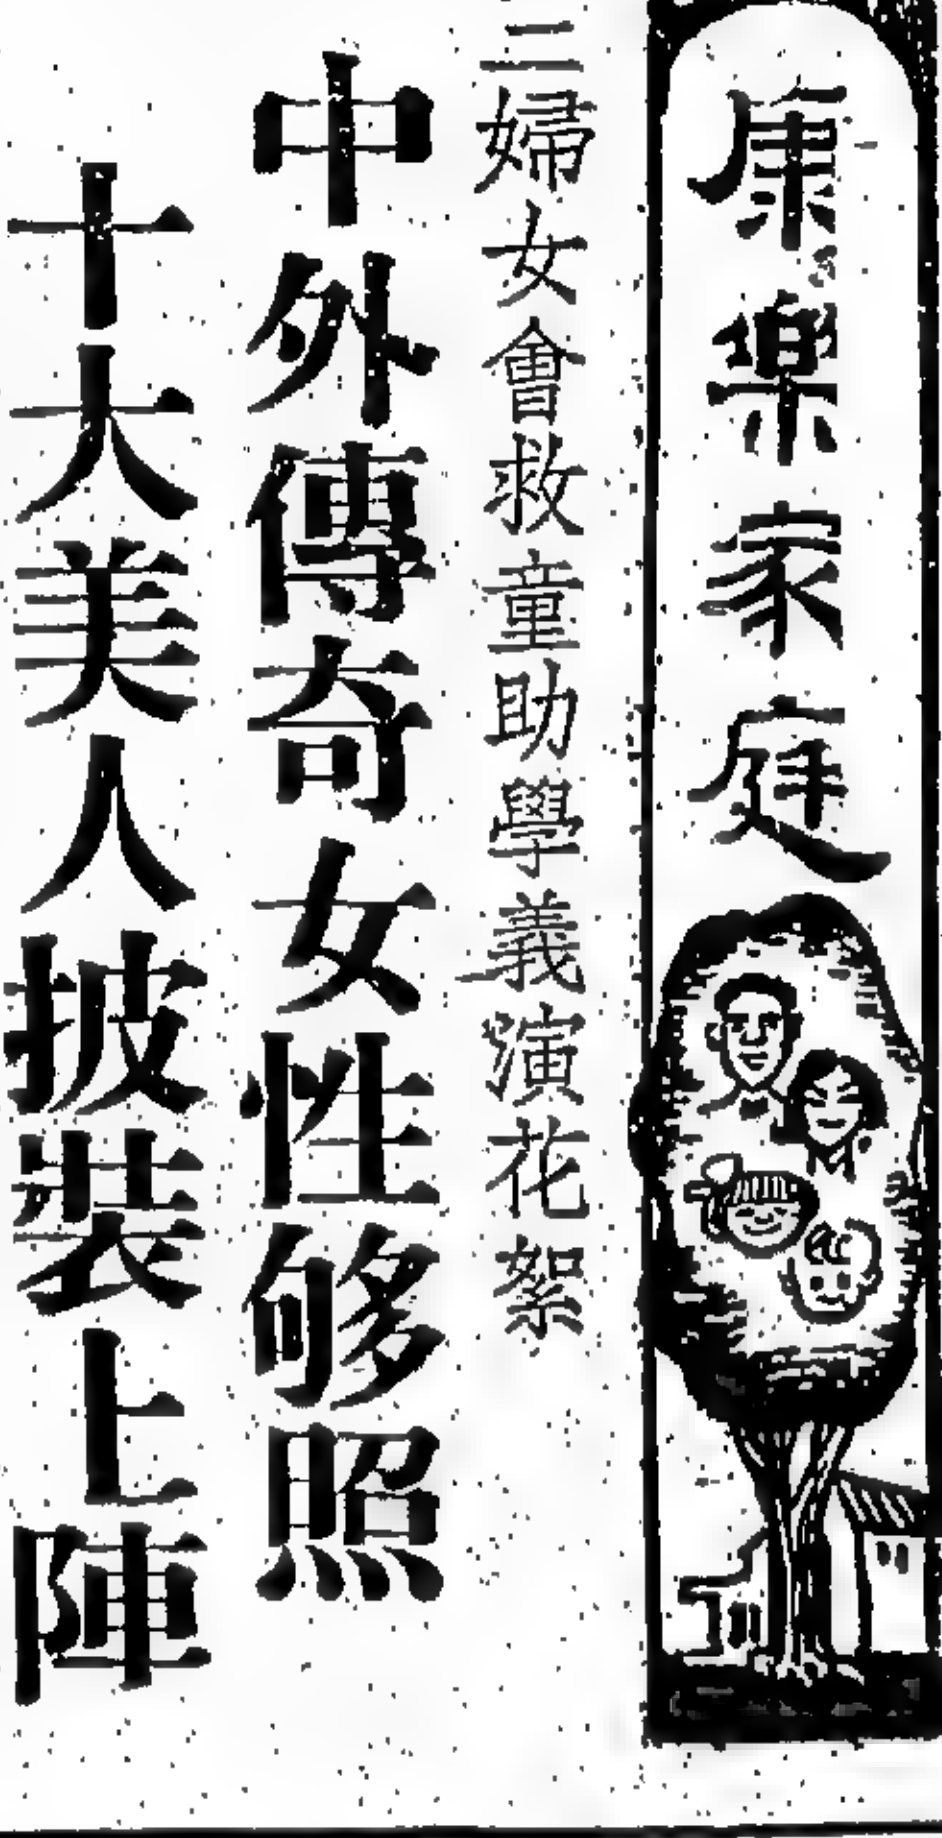 康樂家庭
三婦女會救童助學義演花絮
中外傳奇女性够照
十大美人披裝上陣